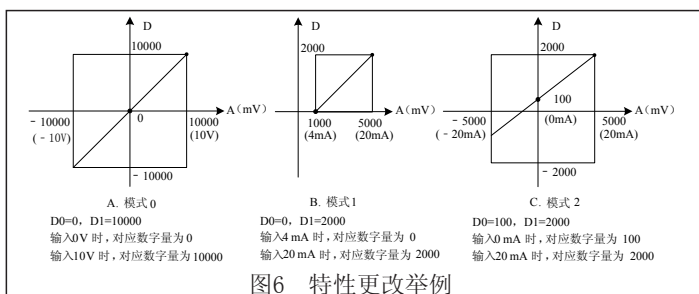 D
10000
A(mV)
0
－10000
(－10V)
10000
(10V)
－10000
A. 模式0
D0=0，D1=10000
输入0V 时，对应数字量为 0
输入10V 时，对应数字量为 10000
D
2000
A(mV)
1000
(4mA)
5000
(20mA)
B. 模式1
D0=0，D1=2000
输入4 mA 时，对应数字量为 0
输入20 mA 时，对应数字量为 2000
D
2000
100
A(mV)
－5000
(－20mA)
(0mA)
5000
(20mA)
－2000
C. 模式 2
D0=100，D1=2000
输入0 mA 时，对应数字量为 100
输入20 mA 时，对应数字量为 2000
图6 特性更改举例